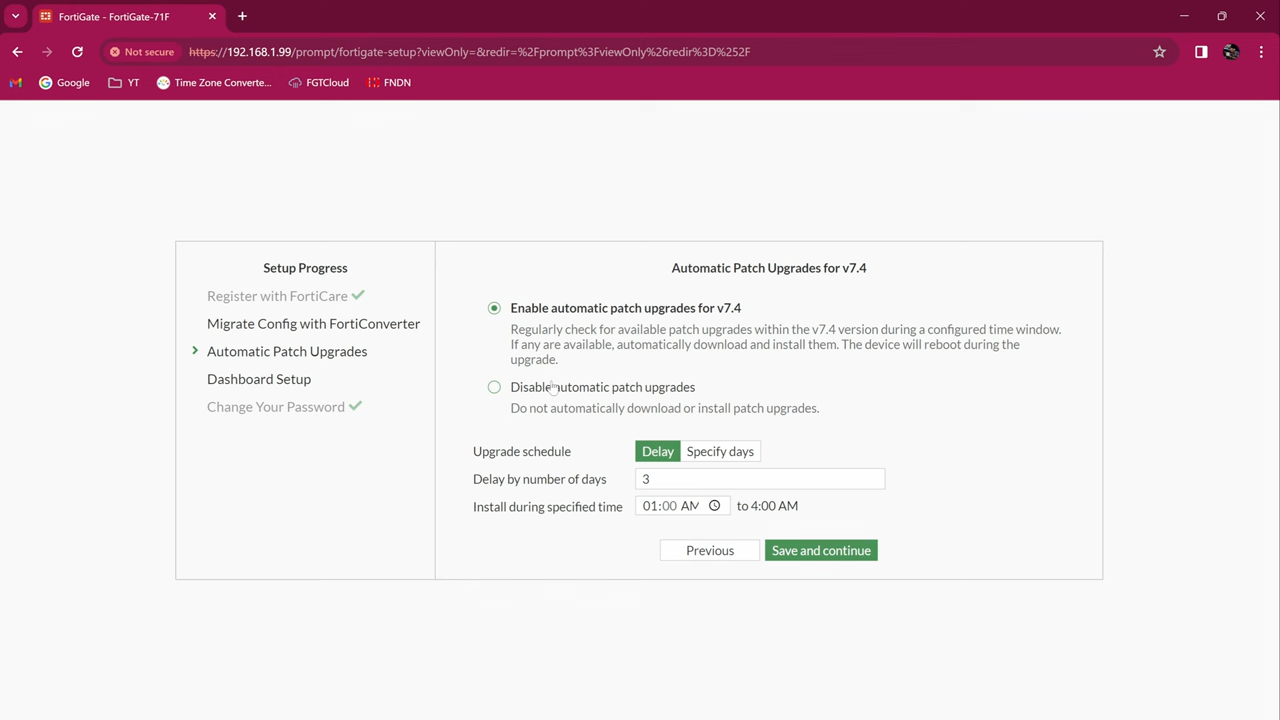 FortiGate - FortiGate-71F
Not secure
https://192.168.1.99/prompt/fortigate-setup?viewOnly=&redir=%2Fprompt%3FviewOnly%26redir%3D%252F
Google
YT
Time Zone Converte...
FGTCloud
FNDN
Setup Progress
Register with FortiCare
Migrate Config with FortiConverter
Automatic Patch Upgrades
Dashboard Setup
Change Your Password
Automatic Patch Upgrades for v7.4
Enable automatic patch upgrades for v7.4
Regularly check for available patch upgrades within the v7.4 version during a configured time window.
If any are available, automatically download and install them. The device will reboot during the
upgrade.
Disable automatic patch upgrades
Do not automatically download or install patch upgrades.
Upgrade schedule Delay Specify days
Delay by number of days 3
Install during specified time 01:00 AM to 4:00 AM
Previous Save and continue